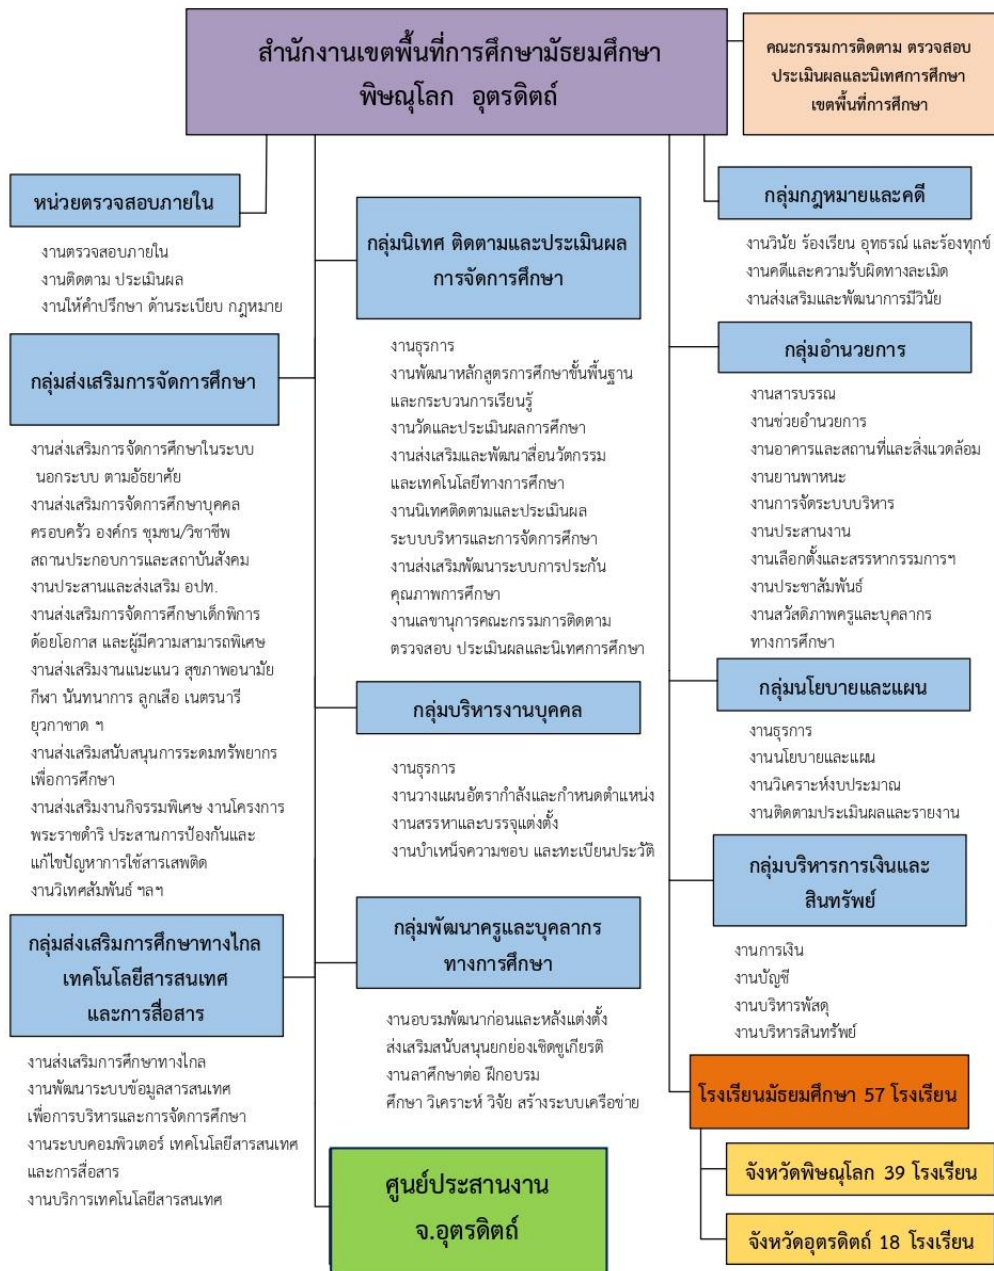 สำนักงานเขตพื้นที่การศึกษามัธยมศึกษา
พิษณุโลก อุตรดิตถ์
คณะกรรมการติดตาม ตรวจสอบ
ประเมินผลและนิเทศการศึกษา
เขตพื้นที่การศึกษา
หน่วยตรวจสอบภายใน
งานตรวจสอบภายใน
งานติดตาม ประเมินผล
งานให้คำปรึกษา ด้านระเบียบ กฎหมาย
กลุ่มส่งเสริมการจัดการศึกษา
งานส่งเสริมการจัดการศึกษาในระบบ
นอกระบบ ตามอัธยาศัย
งานส่งเสริมการจัดการศึกษาบุคคล
ครอบครัว องค์กร ชุมชน/วิชาชีพ
สถานประกอบการและสถาบันสังคม
งานประสานและส่งเสริม อปท.
งานส่งเสริมการจัดการศึกษาเด็กพิการ
ด้อยโอกาส และผู้มีความสามารถพิเศษ
งานส่งเสริมงานแนะแนว สุขภาพอนามัย
กีฬา นันทนาการ ลูกเสือ เนตรนารี
ยุวกาชาด ฯ
งานส่งเสริมสนับสนุนการระดมทรัพยากร
เพื่อการศึกษา
งานส่งเสริมงานกิจกรรมพิเศษ งานโครงการ
พระราชดำริ ประสานการป้องกันและ
แก้ไขปัญหาการใช้สารเสพติด
งานวิเทศสัมพันธ์ ฯลฯ
กลุ่มส่งเสริมการศึกษาทางไกล
เทคโนโลยีสารสนเทศ
และการสื่อสาร
งานส่งเสริมการศึกษาทางไกล
งานพัฒนาระบบข้อมูลสารสนเทศ
เพื่อการบริหารและการจัดการศึกษา
งานระบบคอมพิวเตอร์ เทคโนโลยีสารสนเทศ
และการสื่อสาร
งานบริการเทคโนโลยีสารสนเทศ
กลุ่มนิเทศ ติดตามและประเมินผล
การจัดการศึกษา
งานธุรการ
งานพัฒนาหลักสูตรการศึกษาขั้นพื้นฐาน
และกระบวนการเรียนรู้
งานวัดและประเมินผลการศึกษา
งานส่งเสริมและพัฒนาสื่อนวัตกรรม
และเทคโนโลยีทางการศึกษา
งานนิเทศติดตามและประเมินผล
ระบบบริหารและการจัดการศึกษา
งานส่งเสริมพัฒนาระบบการประกัน
คุณภาพการศึกษา
งานเลขานุการคณะกรรมการติดตาม
ตรวจสอบ ประเมินผลและนิเทศการศึกษา
กลุ่มบริหารงานบุคคล
งานธุรการ
งานวางแผนอัตรากำลังและกำหนดตำแหน่ง
งานสรรหาและบรรจุแต่งตั้ง
งานบำเหน็จความชอบ และทะเบียนประวัติ
กลุ่มพัฒนาครูและบุคลากร
ทางการศึกษา
งานอบรมพัฒนาก่อนและหลังแต่งตั้ง
ส่งเสริมสนับสนุนยกย่องเชิดชูเกียรติ
งานลาศึกษาต่อ ฝึกอบรม
ศึกษา วิเคราะห์ วิจัย สร้างระบบเครือข่าย
ศูนย์ประสานงาน
จ.อุตรดิตถ์
กลุ่มกฎหมายและคดี
งานวินัย ร้องเรียน อุทธรณ์ และร้องทุกข์
งานคดีและความรับผิดทางละเมิด
งานส่งเสริมและพัฒนาการมีวินัย
กลุ่มอำนวยการ
งานสารบรรณ
งานช่วยอำนวยการ
งานอาคารและสถานที่และสิ่งแวดล้อม
งานยานพาหนะ
งานการจัดระบบบริหาร
งานประสานงาน
งานเลือกตั้งและสรรหากรรมการฯ
งานประชาสัมพันธ์
งานสวัสดิภาพครูและบุคลากร
ทางการศึกษา
กลุ่มนโยบายและแผน
งานธุรการ
งานนโยบายและแผน
งานวิเคราะห์งบประมาณ
งานติดตามประเมินผลและรายงาน
กลุ่มบริหารการเงินและ
สินทรัพย์
งานการเงิน
งานบัญชี
งานบริหารพัสดุ
งานบริหารสินทรัพย์
โรงเรียนมัธยมศึกษา 57 โรงเรียน
จังหวัดพิษณุโลก 39 โรงเรียน
จังหวัดอุตรดิตถ์ 18 โรงเรียน